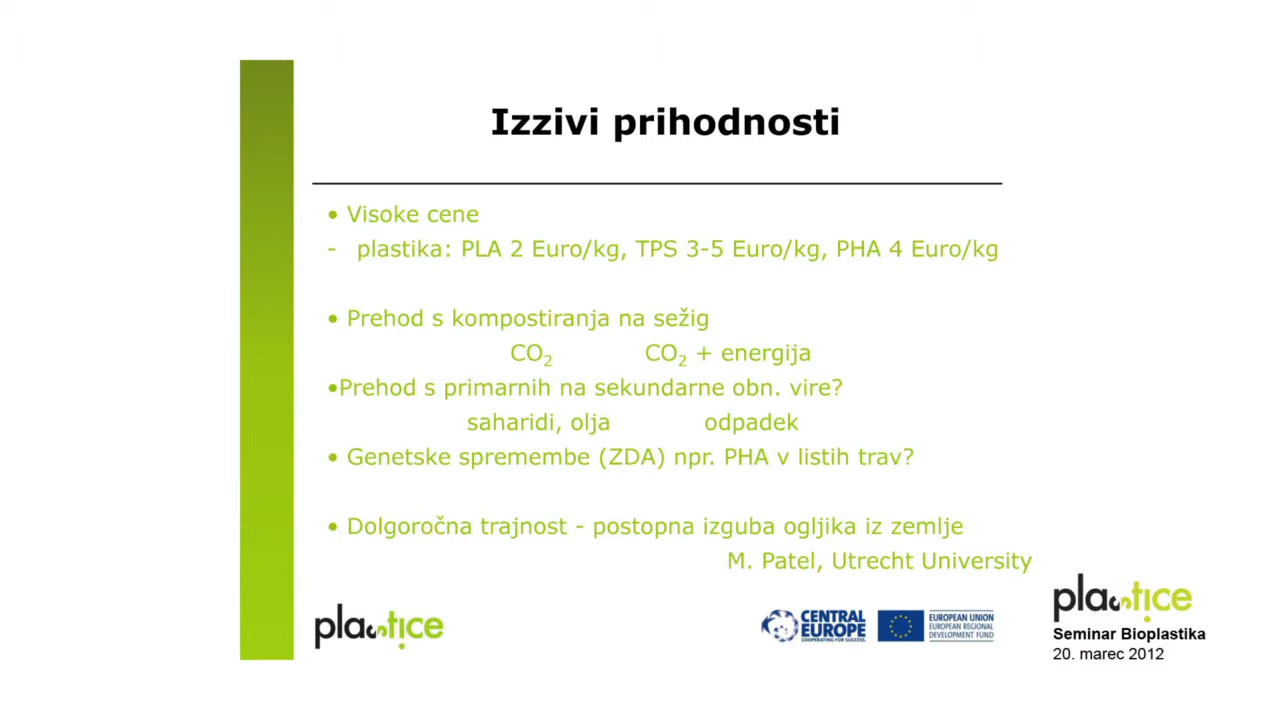 Izzivi prihodnosti
• Visoke cene
- plastika: PLA 2 Euro/kg, TPS 3-5 Euro/kg, PHA 4 Euro/kg
• Prehod s kompostiranja na sežig
CO₂ CO₂ + energija
•Prehod s primarnih na sekundarne obn. vire?
saharidi, olja odpadek
• Genetske spremembe (ZDA) npr. PHA v listih trav?
• Dolgoročna trajnost - postopna izguba ogljika iz zemlje
M. Patel, Utrecht University
plastice
CENTRAL
EUROPE
COOPERATING FOR SUCCESS.
EUROPEAN UNION
EUROPEAN REGIONAL
DEVELOPMENT FUND
plastice
Seminar Bioplastika
20. marec 2012